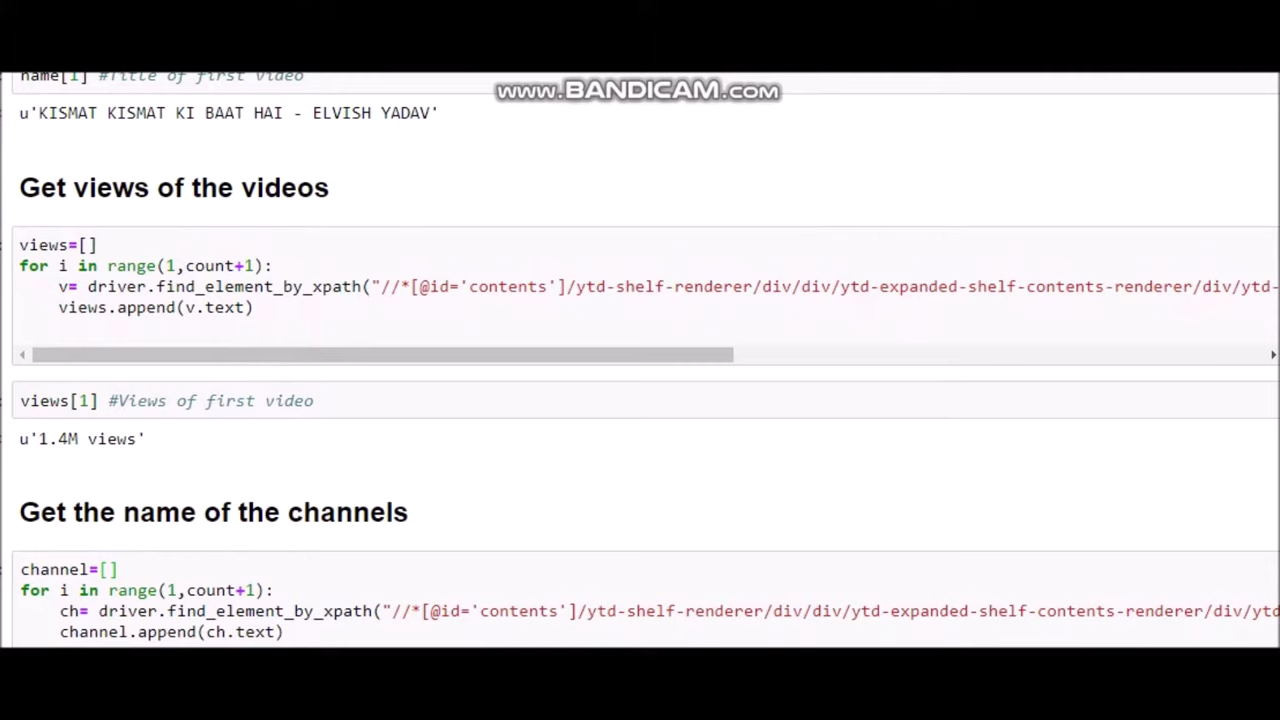 name[1] #Title of first video
www.BANDICAM.com
u'KISMAT KISMAT KI BAAT HAI - ELVISH YADAV'
Get views of the videos
views=[]
for i in range(1,count+1):
    v= driver.find_element_by_xpath("//*[@id='contents']/ytd-shelf-renderer/div/div/ytd-expanded-shelf-contents-renderer/div/ytd-
    views.append(v.text)
views[1] #Views of first video
u'1.4M views'
Get the name of the channels
channel=[]
for i in range(1,count+1):
    ch= driver.find_element_by_xpath("//*[@id='contents']/ytd-shelf-renderer/div/div/ytd-expanded-shelf-contents-renderer/div/ytd
    channel.append(ch.text)